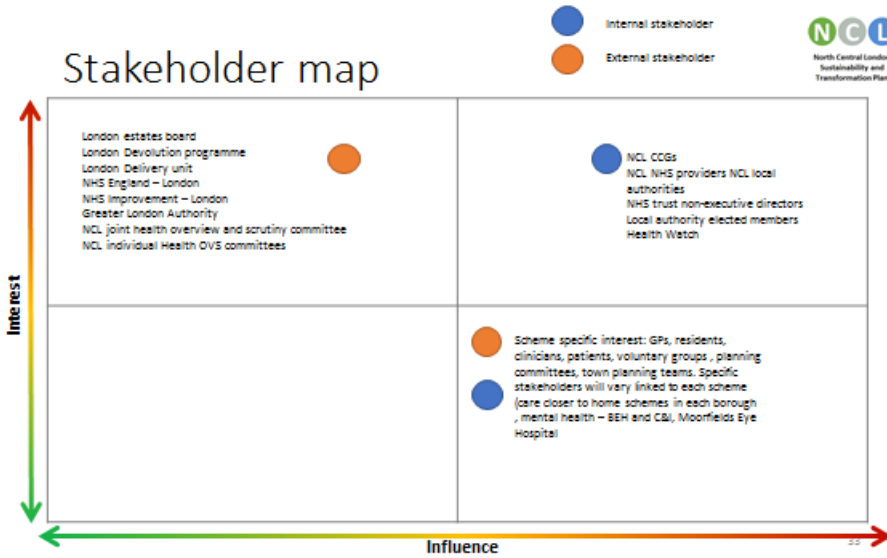 Internal stakeholder
External stakeholder
NCL
North Central London
Sustainability and
Transformation Plan
Stakeholder map
London estates board
London Devolution programme
London Delivery unit
NHS England – London
NHS Improvement – London
Greater London Authority
NCL joint health overview and scrutiny committee
NCL individual Health OVS committees
NCL CCGs
NCL NHS providers NCL local
authorities
NHS trust non-executive directors
Local authority elected members
Health Watch
Scheme specific interest: GPs, residents,
clinicians, patients, voluntary groups , planning
committees, town planning teams. Specific
stakeholders will vary linked to each scheme
(care closer to home schemes in each borough
, mental health – BEH and C&I, Moorfields Eye
Hospital
Interest
Influence